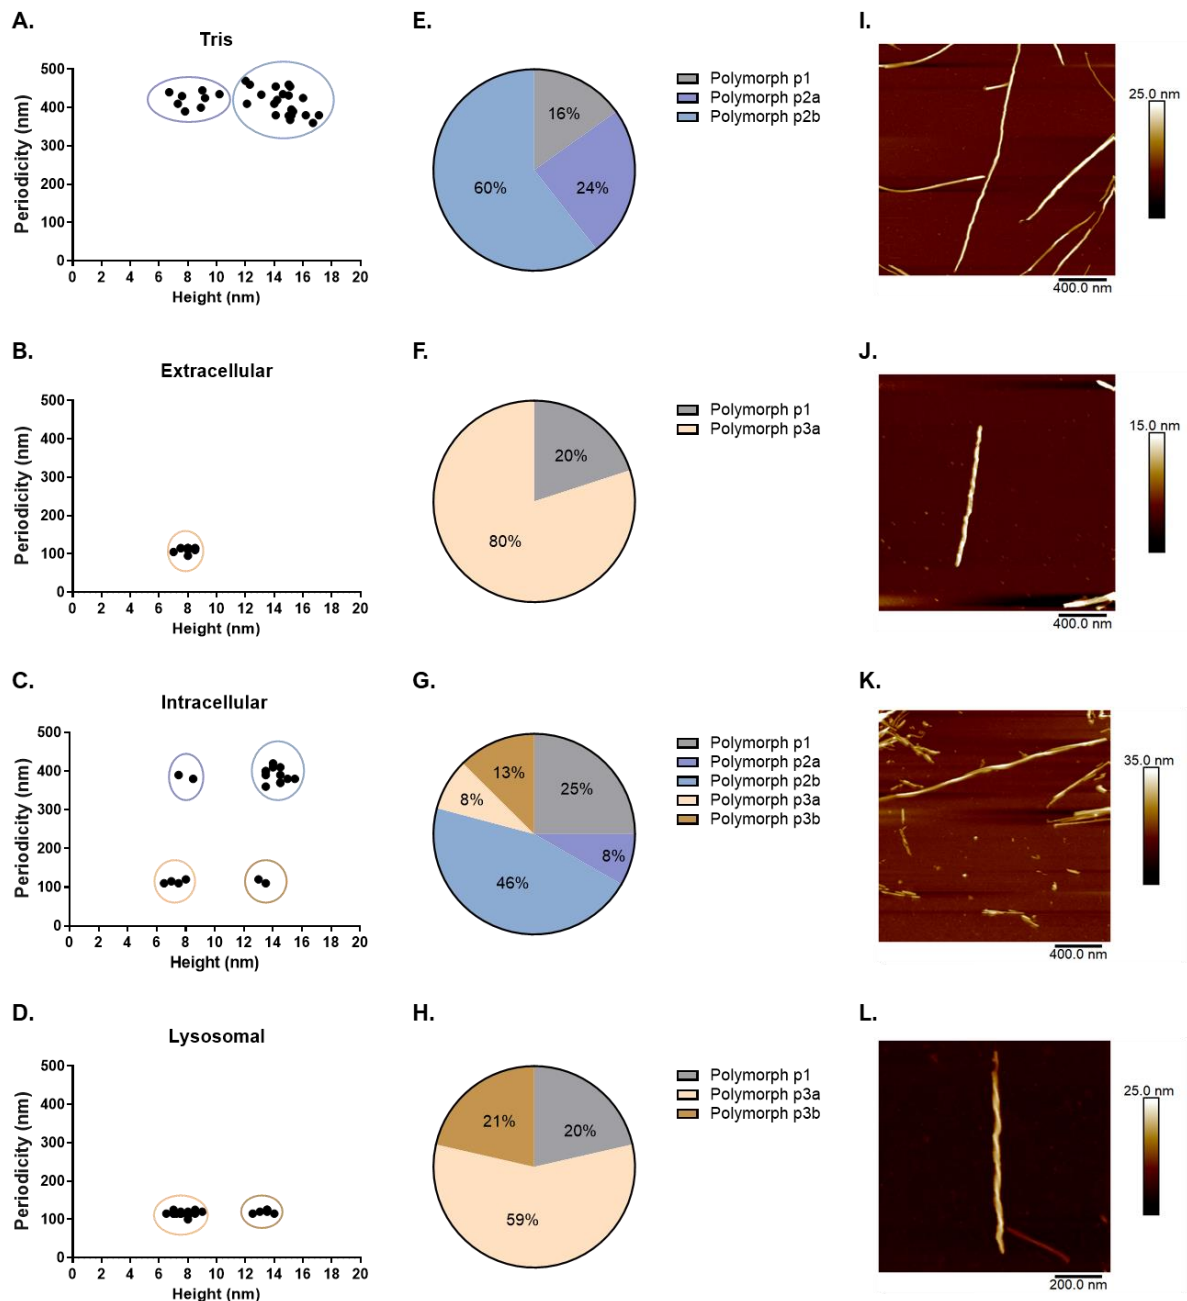 A.
Tris
Periodicity (nm)
500
400
300
200
100
0
0 2 4 6 8 10 12 14 16 18 20
Height (nm)
E.
16%
24%
60%
Polymorph p1
Polymorph p2a
Polymorph p2b
I.
25.0 nm
400.0 nm
B.
Extracellular
Periodicity (nm)
500
400
300
200
100
0
0 2 4 6 8 10 12 14 16 18 20
Height (nm)
F.
20%
80%
Polymorph p1
Polymorph p3a
J.
15.0 nm
400.0 nm
C.
Intracellular
Periodicity (nm)
500
400
300
200
100
0
0 2 4 6 8 10 12 14 16 18 20
Height (nm)
G.
13%
25%
8%
8%
46%
Polymorph p1
Polymorph p2a
Polymorph p2b
Polymorph p3a
Polymorph p3b
K.
35.0 nm
400.0 nm
D.
Lysosomal
Periodicity (nm)
500
400
300
200
100
0
0 2 4 6 8 10 12 14 16 18 20
Height (nm)
H.
21%
20%
59%
Polymorph p1
Polymorph p3a
Polymorph p3b
L.
25.0 nm
200.0 nm